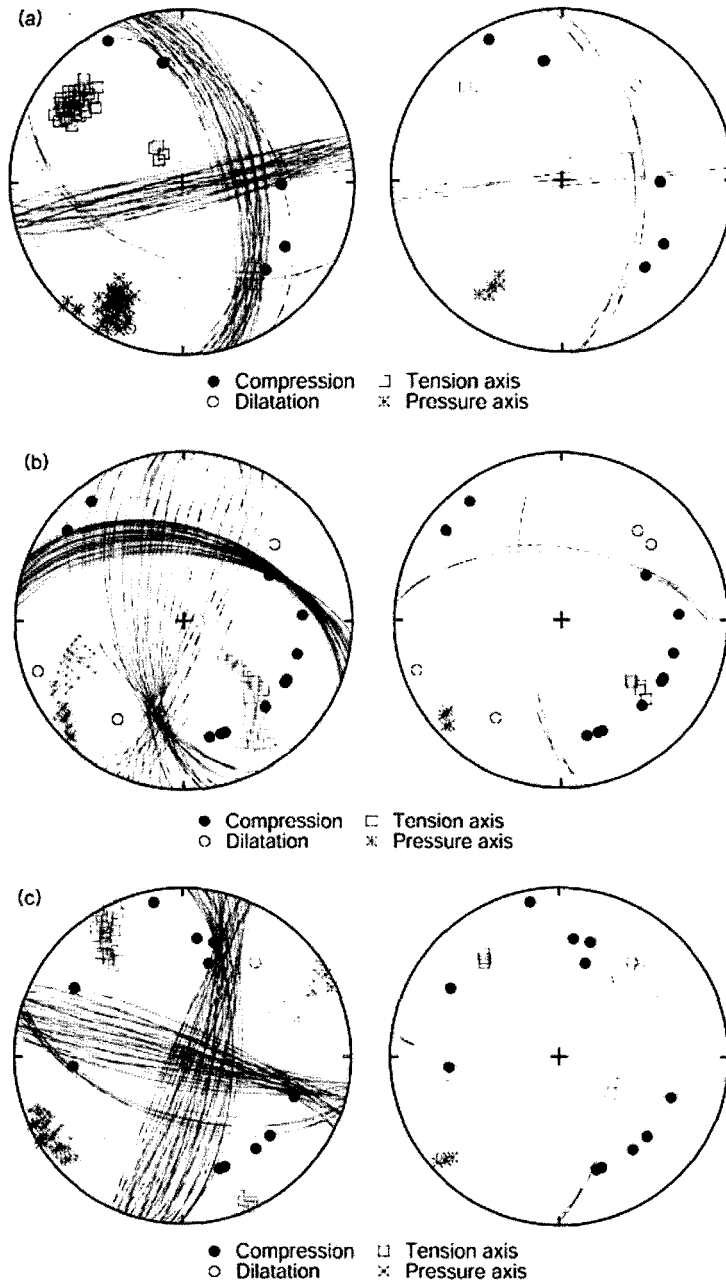 (a)
Compression Tension axis
Dilatation Pressure axis
(b)
Compression Tension axis
Dilatation Pressure axis
(c)
Compression Tension axis
Dilatation Pressure axis